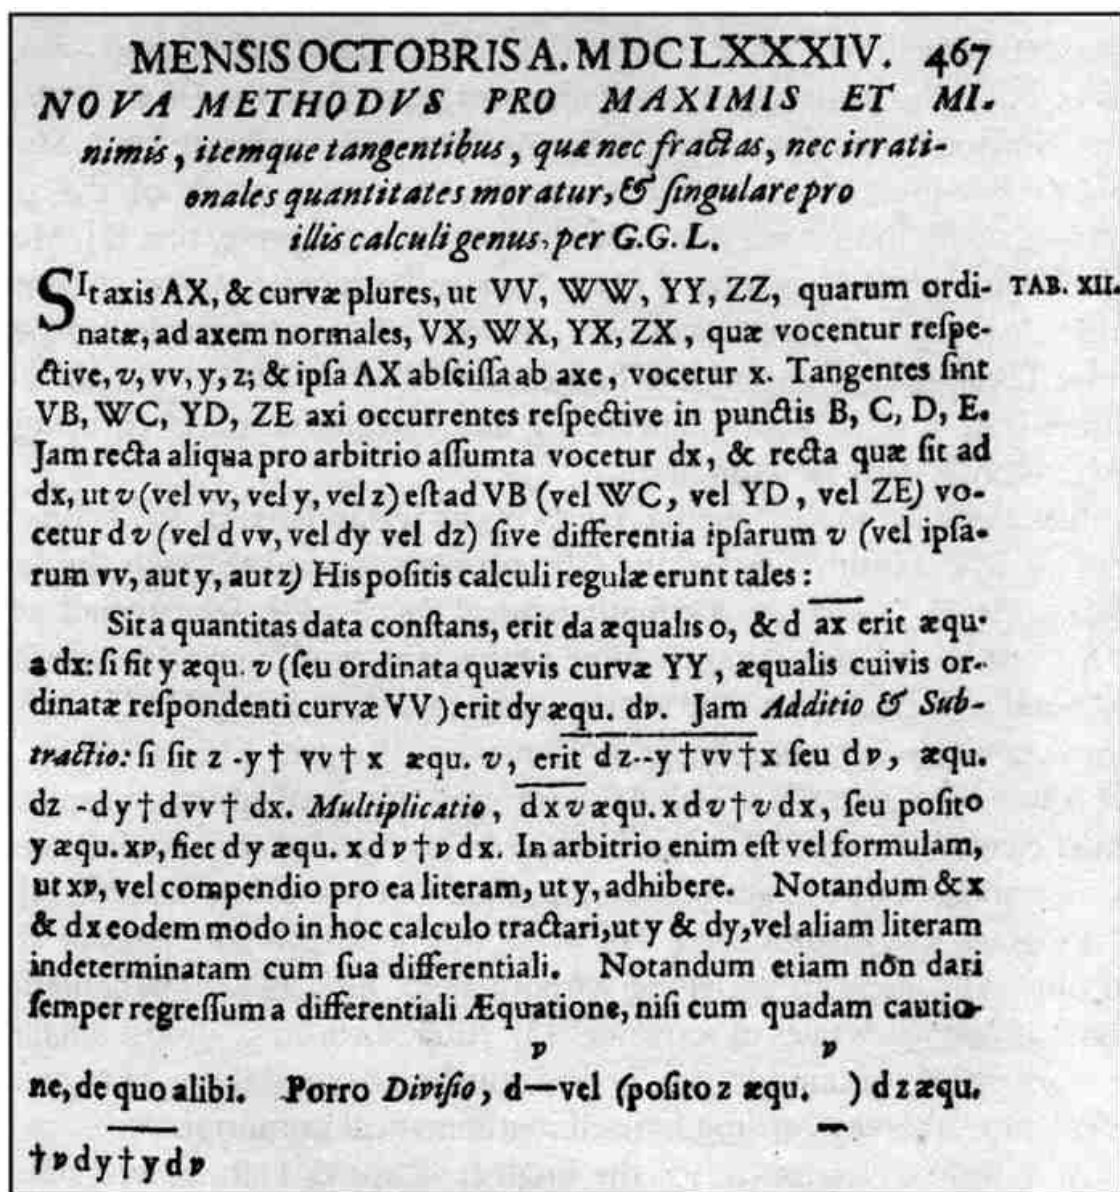 MENSIS OCTOBRIS A. M DC LXXXIV. 467
NOVA METHODVS PRO MAXIMIS ET MI.
nimis, itemque tangentibus, quæ nec fractas, nec irrati-
onales quantitates moratur, & ſingulare pro
illis calculi genus, per G.G. L.
SIt axis AX, & curvæ plures, ut VV, WW, YY, ZZ, quarum ordi- TAB. XII.
natæ, ad axem normales, VX, WX, YX, ZX, quæ vocentur reſpe-
ctive, v, vv, y, z; & ipſa AX abſciſſa ab axe, vocetur x. Tangentes ſint
VB, WC, YD, ZE axi occurrentes reſpective in punctis B, C, D, E.
Jam recta aliqua pro arbitrio aſſumta vocetur dx, & recta quæ ſit ad
dx, ut v (vel vv, vel y, vel z) eſt ad VB (vel WC, vel YD, vel ZE) vo-
cetur d v (vel d vv, vel dy vel dz) ſive differentia ipſarum v (vel ipſa-
rum vv, aut y, aut z) His poſitis calculi regulæ erunt tales :
Sit a quantitas data conſtans, erit da æqualis 0, & d ax erit æqu.
a dx: ſi ſit y æqu. v (ſeu ordinata quævis curvæ YY, æqualis cuivis or-
dinatæ reſpondenti curvæ VV) erit dy æqu. dv. Jam Additio & Sub-
tractio: ſi ſit z -y† vv† x æqu. v, erit dz--y†vv†x ſeu dv, æqu.
dz -dy†dvv† dx. Multiplicatio, dxv æqu. xdv†vdx, ſeu poſito
y æqu. xv, fiet dy æqu. xdv†vdx. In arbitrio enim eſt vel formulam,
ut xv, vel compendio pro ea literam, ut y, adhibere. Notandum & x
& dx eodem modo in hoc calculo tractari, ut y & dy, vel aliam literam
indeterminatam cum ſua differentiali. Notandum etiam non dari
ſemper regreſſum a differentiali Æquatione, niſi cum quadam cautio-
v v
ne, de quo alibi. Porro Diviſio, d—vel (poſito z æqu. ) dz æqu.
†vdy†ydv